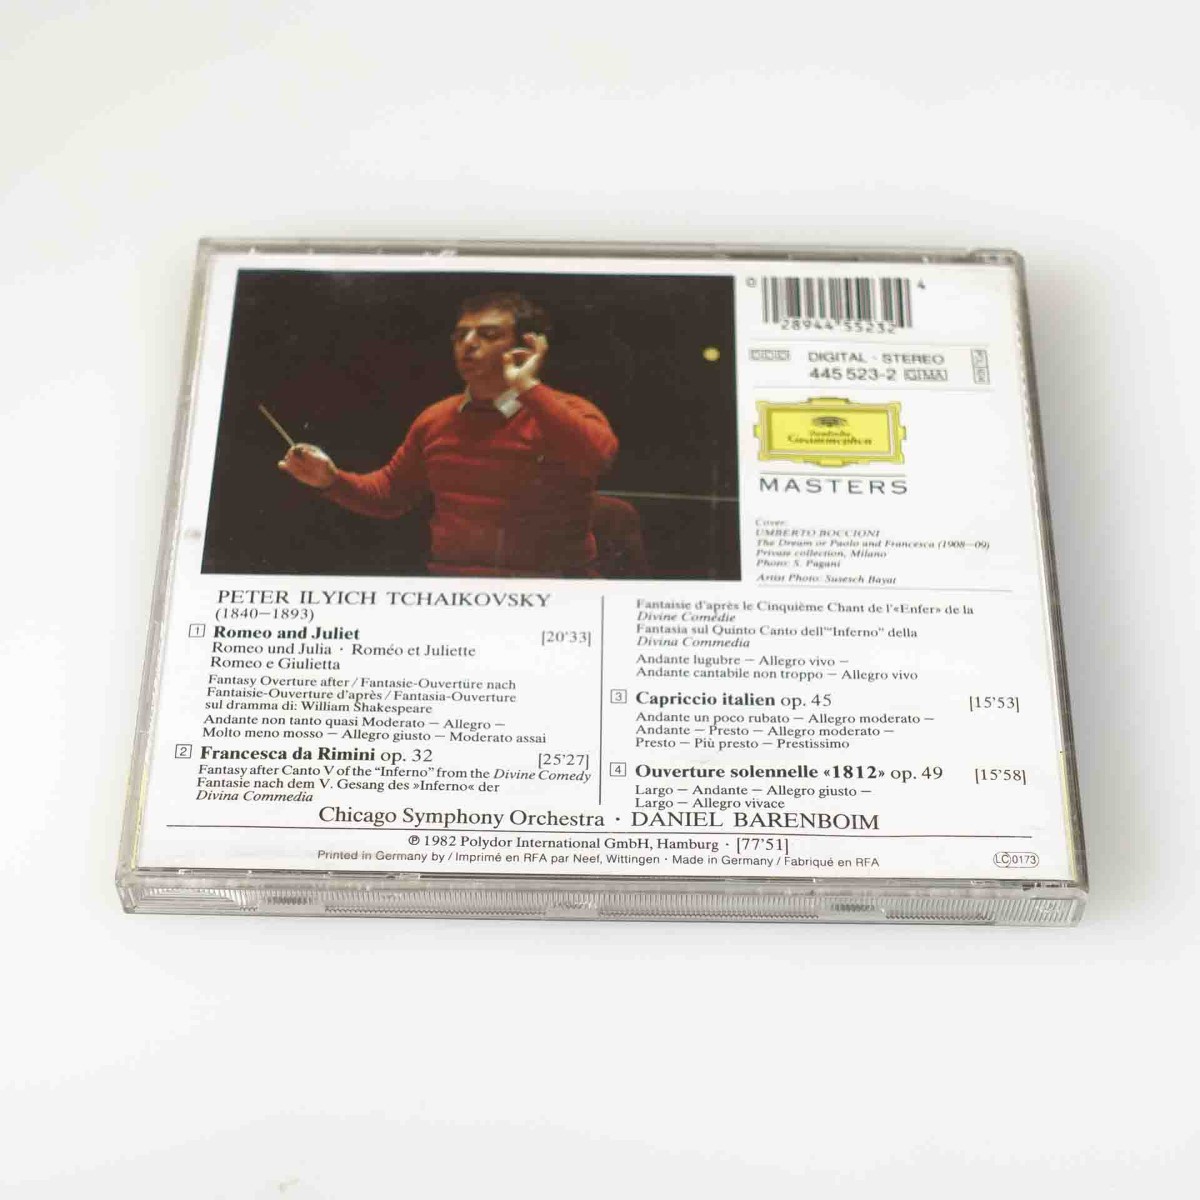 0 28944 55232 4
DDD DIGITAL · STEREO
445 523-2 GEMA
Deutsche
Grammophon
MASTERS
Cover:
UMBERTO BOCCIONI
The Dream or Paolo and Francesca (1908–09)
Private collection, Milano
Photo: S. Pagani
Artist Photo: Susesch Bayat
PETER ILYICH TCHAIKOVSKY
(1840–1893)
1 Romeo and Juliet [20'33]
Romeo und Julia · Roméo et Juliette
Romeo e Giulietta
Fantasy Overture after / Fantasie-Ouvertüre nach
Fantaisie-Ouverture d'après / Fantasia-Ouverture
sul dramma di: William Shakespeare
Andante non tanto quasi Moderato – Allegro –
Molto meno mosso – Allegro giusto – Moderato assai
2 Francesca da Rimini op. 32 [25'27]
Fantasy after Canto V of the “Inferno” from the Divine Comedy
Fantasie nach dem V. Gesang des »Inferno« der
Divina Commedia
Fantaisie d'après le Cinquième Chant de l'«Enfer» de la
Divine Comédie
Fantasia sul Quinto Canto dell'“Inferno” della
Divina Commedia
Andante lugubre – Allegro vivo –
Andante cantabile non troppo – Allegro vivo
3 Capriccio italien op. 45 [15'53]
Andante un poco rubato – Allegro moderato –
Andante – Presto – Allegro moderato –
Presto – Più presto – Prestissimo
4 Ouverture solennelle «1812» op. 49 [15'58]
Largo – Andante – Allegro giusto –
Largo – Allegro vivace
Chicago Symphony Orchestra · DANIEL BARENBOIM
℗ 1982 Polydor International GmbH, Hamburg · [77'51]
Printed in Germany by / Imprimé en RFA par Neef, Wittingen · Made in Germany / Fabriqué en RFA
LC 0173